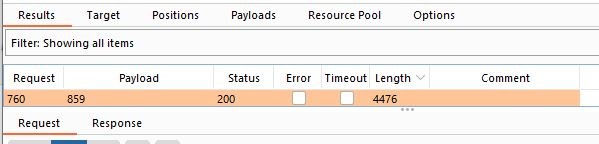 Results Target Positions Payloads Resource Pool Options
Filter: Showing all items
Request Payload Status Error Timeout Length Comment
760 859 200 4476
Request Response